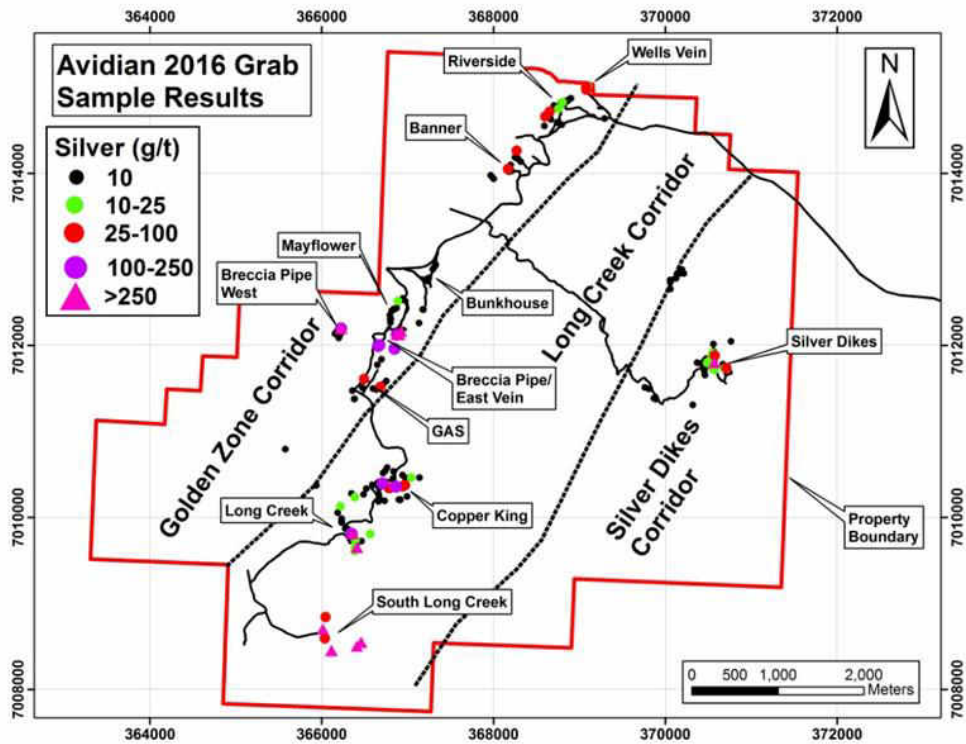 364000
366000
368000
370000
372000
Avidian 2016 Grab
Sample Results
Silver (g/t)
10
10-25
25-100
100-250
>250
Wells Vein
Riverside
Banner
N
7014000
7014000
Mayflower
Breccia Pipe
West
Bunkhouse
Long Creek Corridor
7012000
7012000
Golden Zone Corridor
Silver Dikes
Breccia Pipe/
East Vein
GAS
Silver Dikes
Corridor
7010000
7010000
Long Creek
Copper King
Property
Boundary
South Long Creek
0 500 1,000 2,000
Meters
7008000
7008000
364000
366000
368000
370000
372000